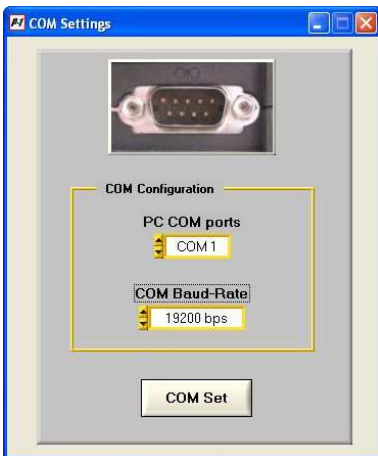 COM Settings
COM Configuration
PC COM ports
COM 1
COM Baud-Rate
19200 bps
COM Set